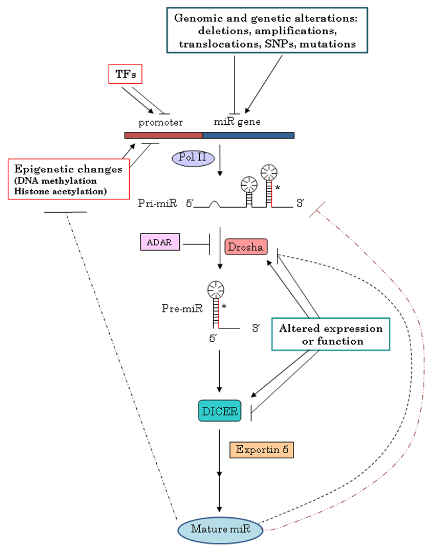 Genomic and genetic alterations:
deletions, amplifications,
translocations, SNPs, mutations
TFs
promoter
miR gene
Pol II
Epigenetic changes
(DNA methylation
Histone acetylation)
Pri-miR 5´ * 3´
ADAR
Drosha
Pre-miR * 3´
5´
Altered expression
or function
DICER
Exportin 5
Mature miR